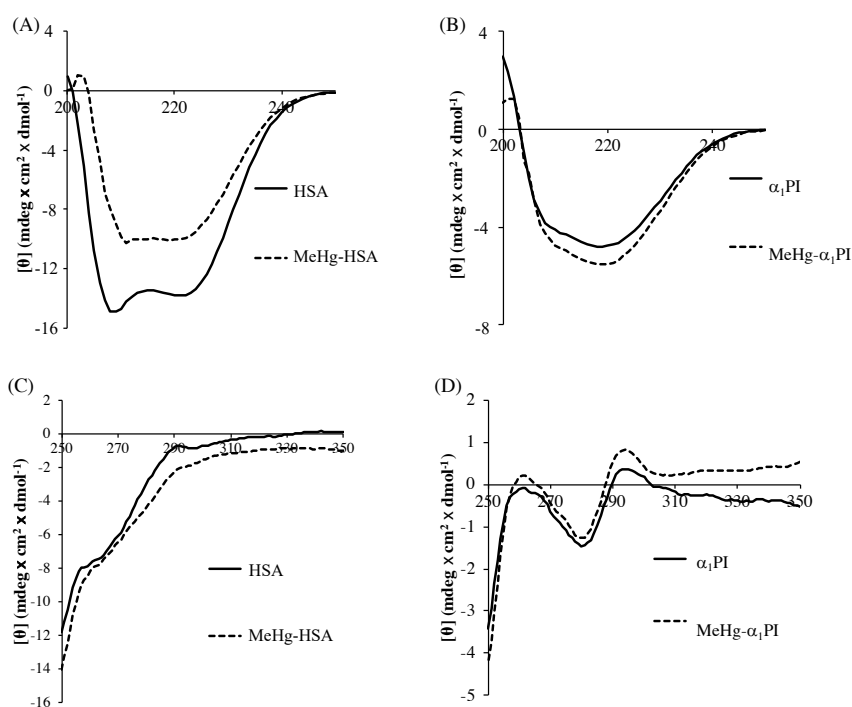 (A)
4
0
-4
-8
-12
-16
200
220
240
[θ] (mdeg x cm² x dmol⁻¹)
HSA
MeHg-HSA
(B)
4
0
-4
-8
200
220
240
[θ] (mdeg x cm² x dmol⁻¹)
α₁PI
MeHg-α₁PI
(C)
2
0
-2
-4
-6
-8
-10
-12
-14
-16
250
270
290
310
330
350
[θ] (mdeg x cm² x dmol⁻¹)
HSA
MeHg-HSA
(D)
2
1
0
-1
-2
-3
-4
-5
250
270
290
310
330
350
[θ] (mdeg x cm² x dmol⁻¹)
α₁PI
MeHg-α₁PI